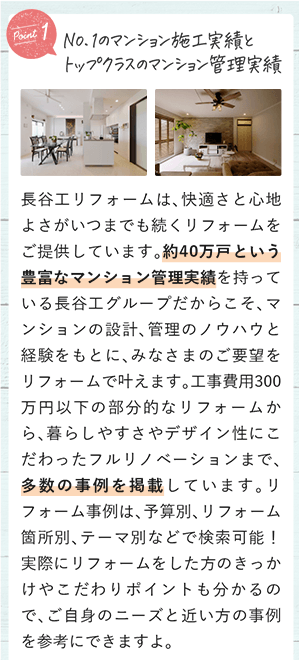 Point 1
No.1のマンション施工実績と
トップクラスのマンション管理実績
長谷工リフォームは、快適さと心地
よさがいつまでも続くリフォームを
ご提供しています。約40万戸という
豊富なマンション管理実績を持って
いる長谷工グループだからこそ、マ
ンションの設計、管理のノウハウと
経験をもとに、みなさまのご要望を
リフォームで叶えます。工事費用300
万円以下の部分的なリフォームか
ら、暮らしやすさやデザイン性にこ
だわったフルリノベーションまで、
多数の事例を掲載しています。リ
フォーム事例は、予算別、リフォーム
箇所別、テーマ別などで検索可能！
実際にリフォームをした方のきっか
けやこだわりポイントも分かるの
で、ご自身のニーズと近い方の事例
を参考にできますよ。